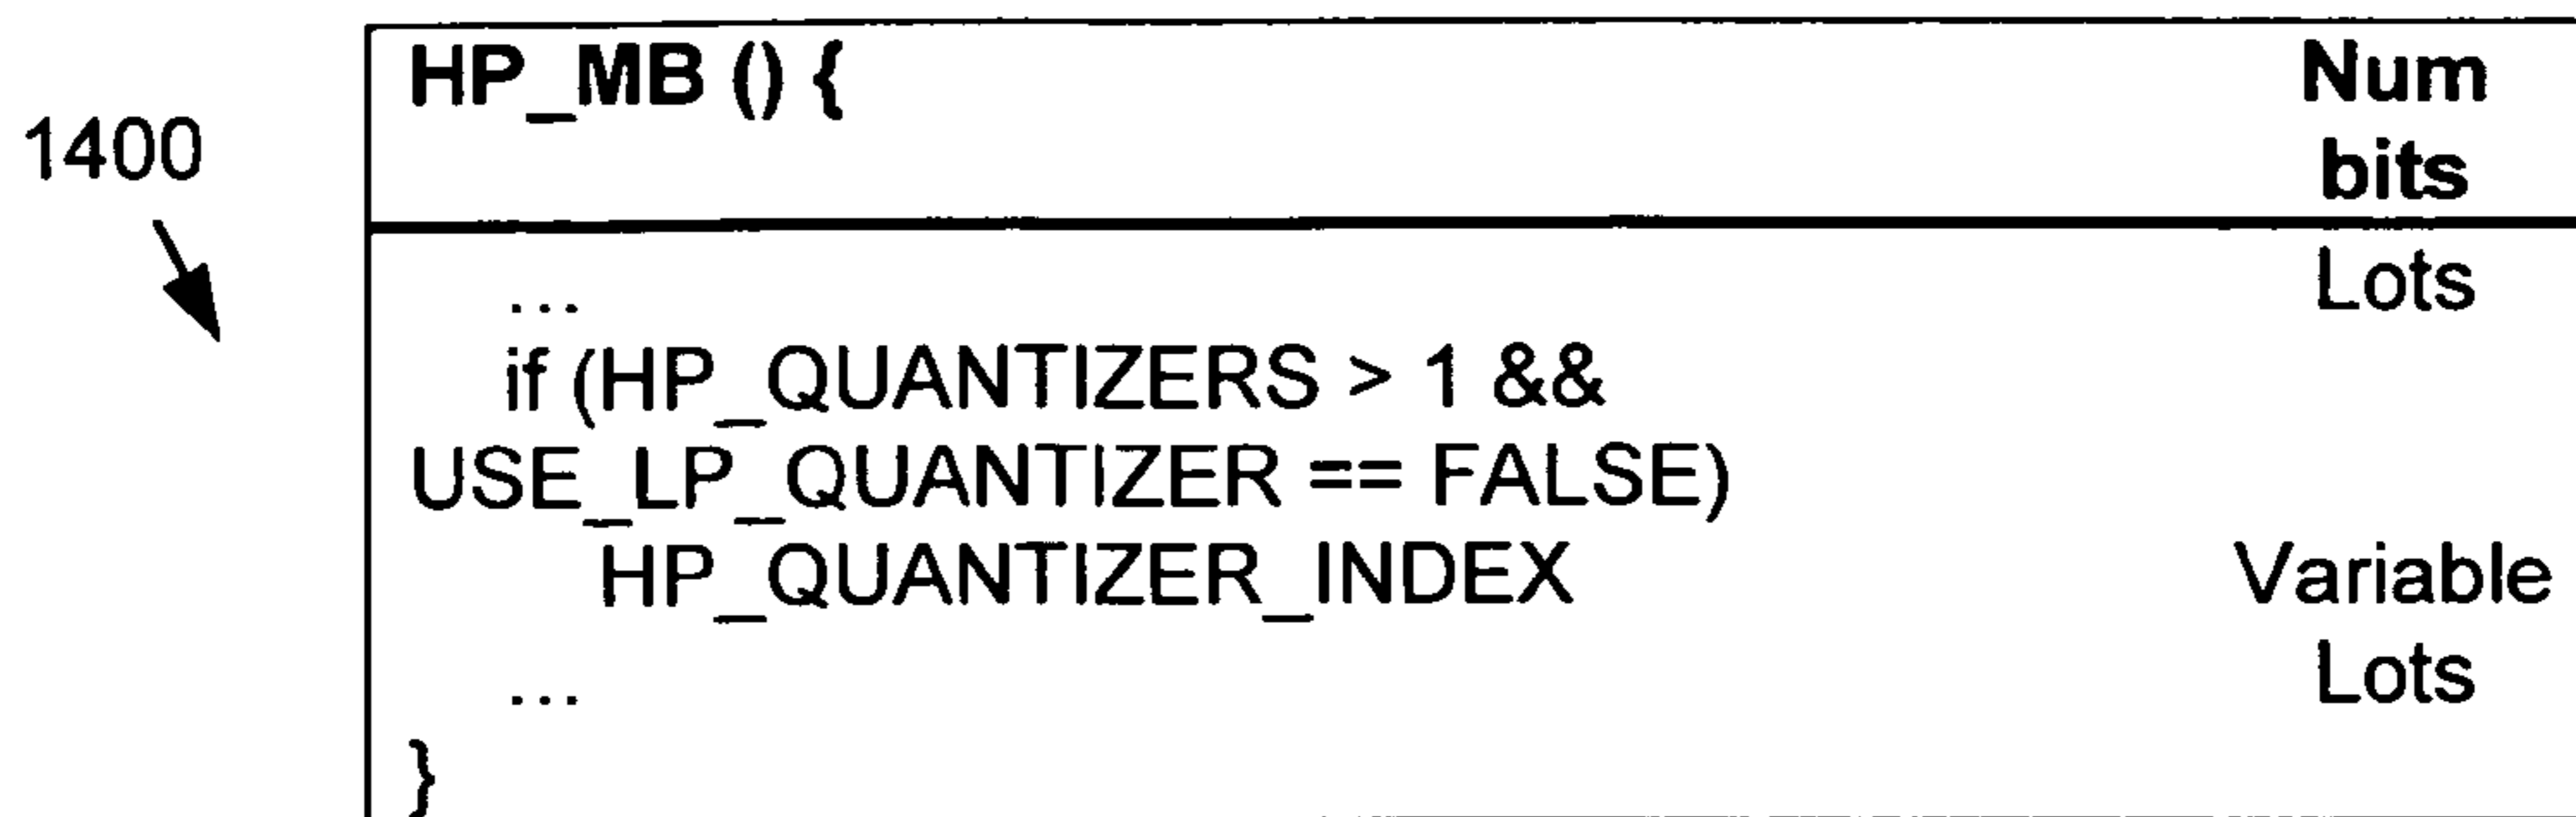 HP_MB () {
Num
bits
1400
...
Lots
if (HP_QUANTIZERS > 1 &&
USE_LP_QUANTIZER == FALSE)
HP_QUANTIZER_INDEX
Variable
...
Lots
}